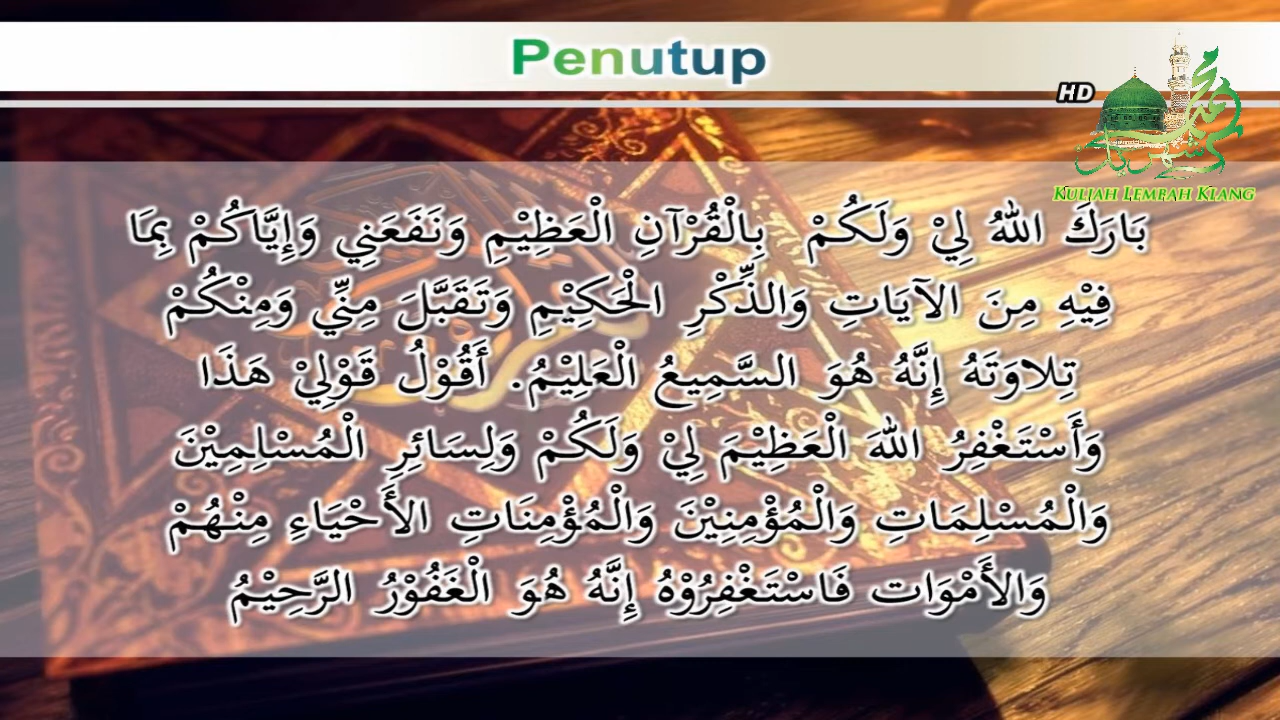 Penutup
HD
KULIAH LEMBAH KLANG
بَارَكَ اللهُ لِيْ وَلَكُمْ بِالْقُرْآنِ الْعَظِيْمِ وَنَفَعَنِي وَإِيَّاكُمْ بِمَا
فِيْهِ مِنَ الآيَاتِ وَالذِّكْرِ الْحَكِيْمِ وَتَقَبَّلَ مِنِّي وَمِنْكُمْ
تِلاوَتَهُ إِنَّهُ هُوَ السَّمِيعُ الْعَلِيْمُ. أَقُوْلُ قَوْلِيْ هَذَا
وَأَسْتَغْفِرُ اللهَ الْعَظِيْمَ لِيْ وَلَكُمْ وَلِسَائِرِ الْمُسْلِمِيْنَ
وَالْمُسْلِمَاتِ وَالْمُؤْمِنِيْنَ وَالْمُؤْمِنَاتِ الأَحْيَاءِ مِنْهُمْ
وَالأَمْوَات فَاسْتَغْفِرُوْهُ إِنَّهُ هُوَ الْغَفُوْرُ الرَّحِيْمُ